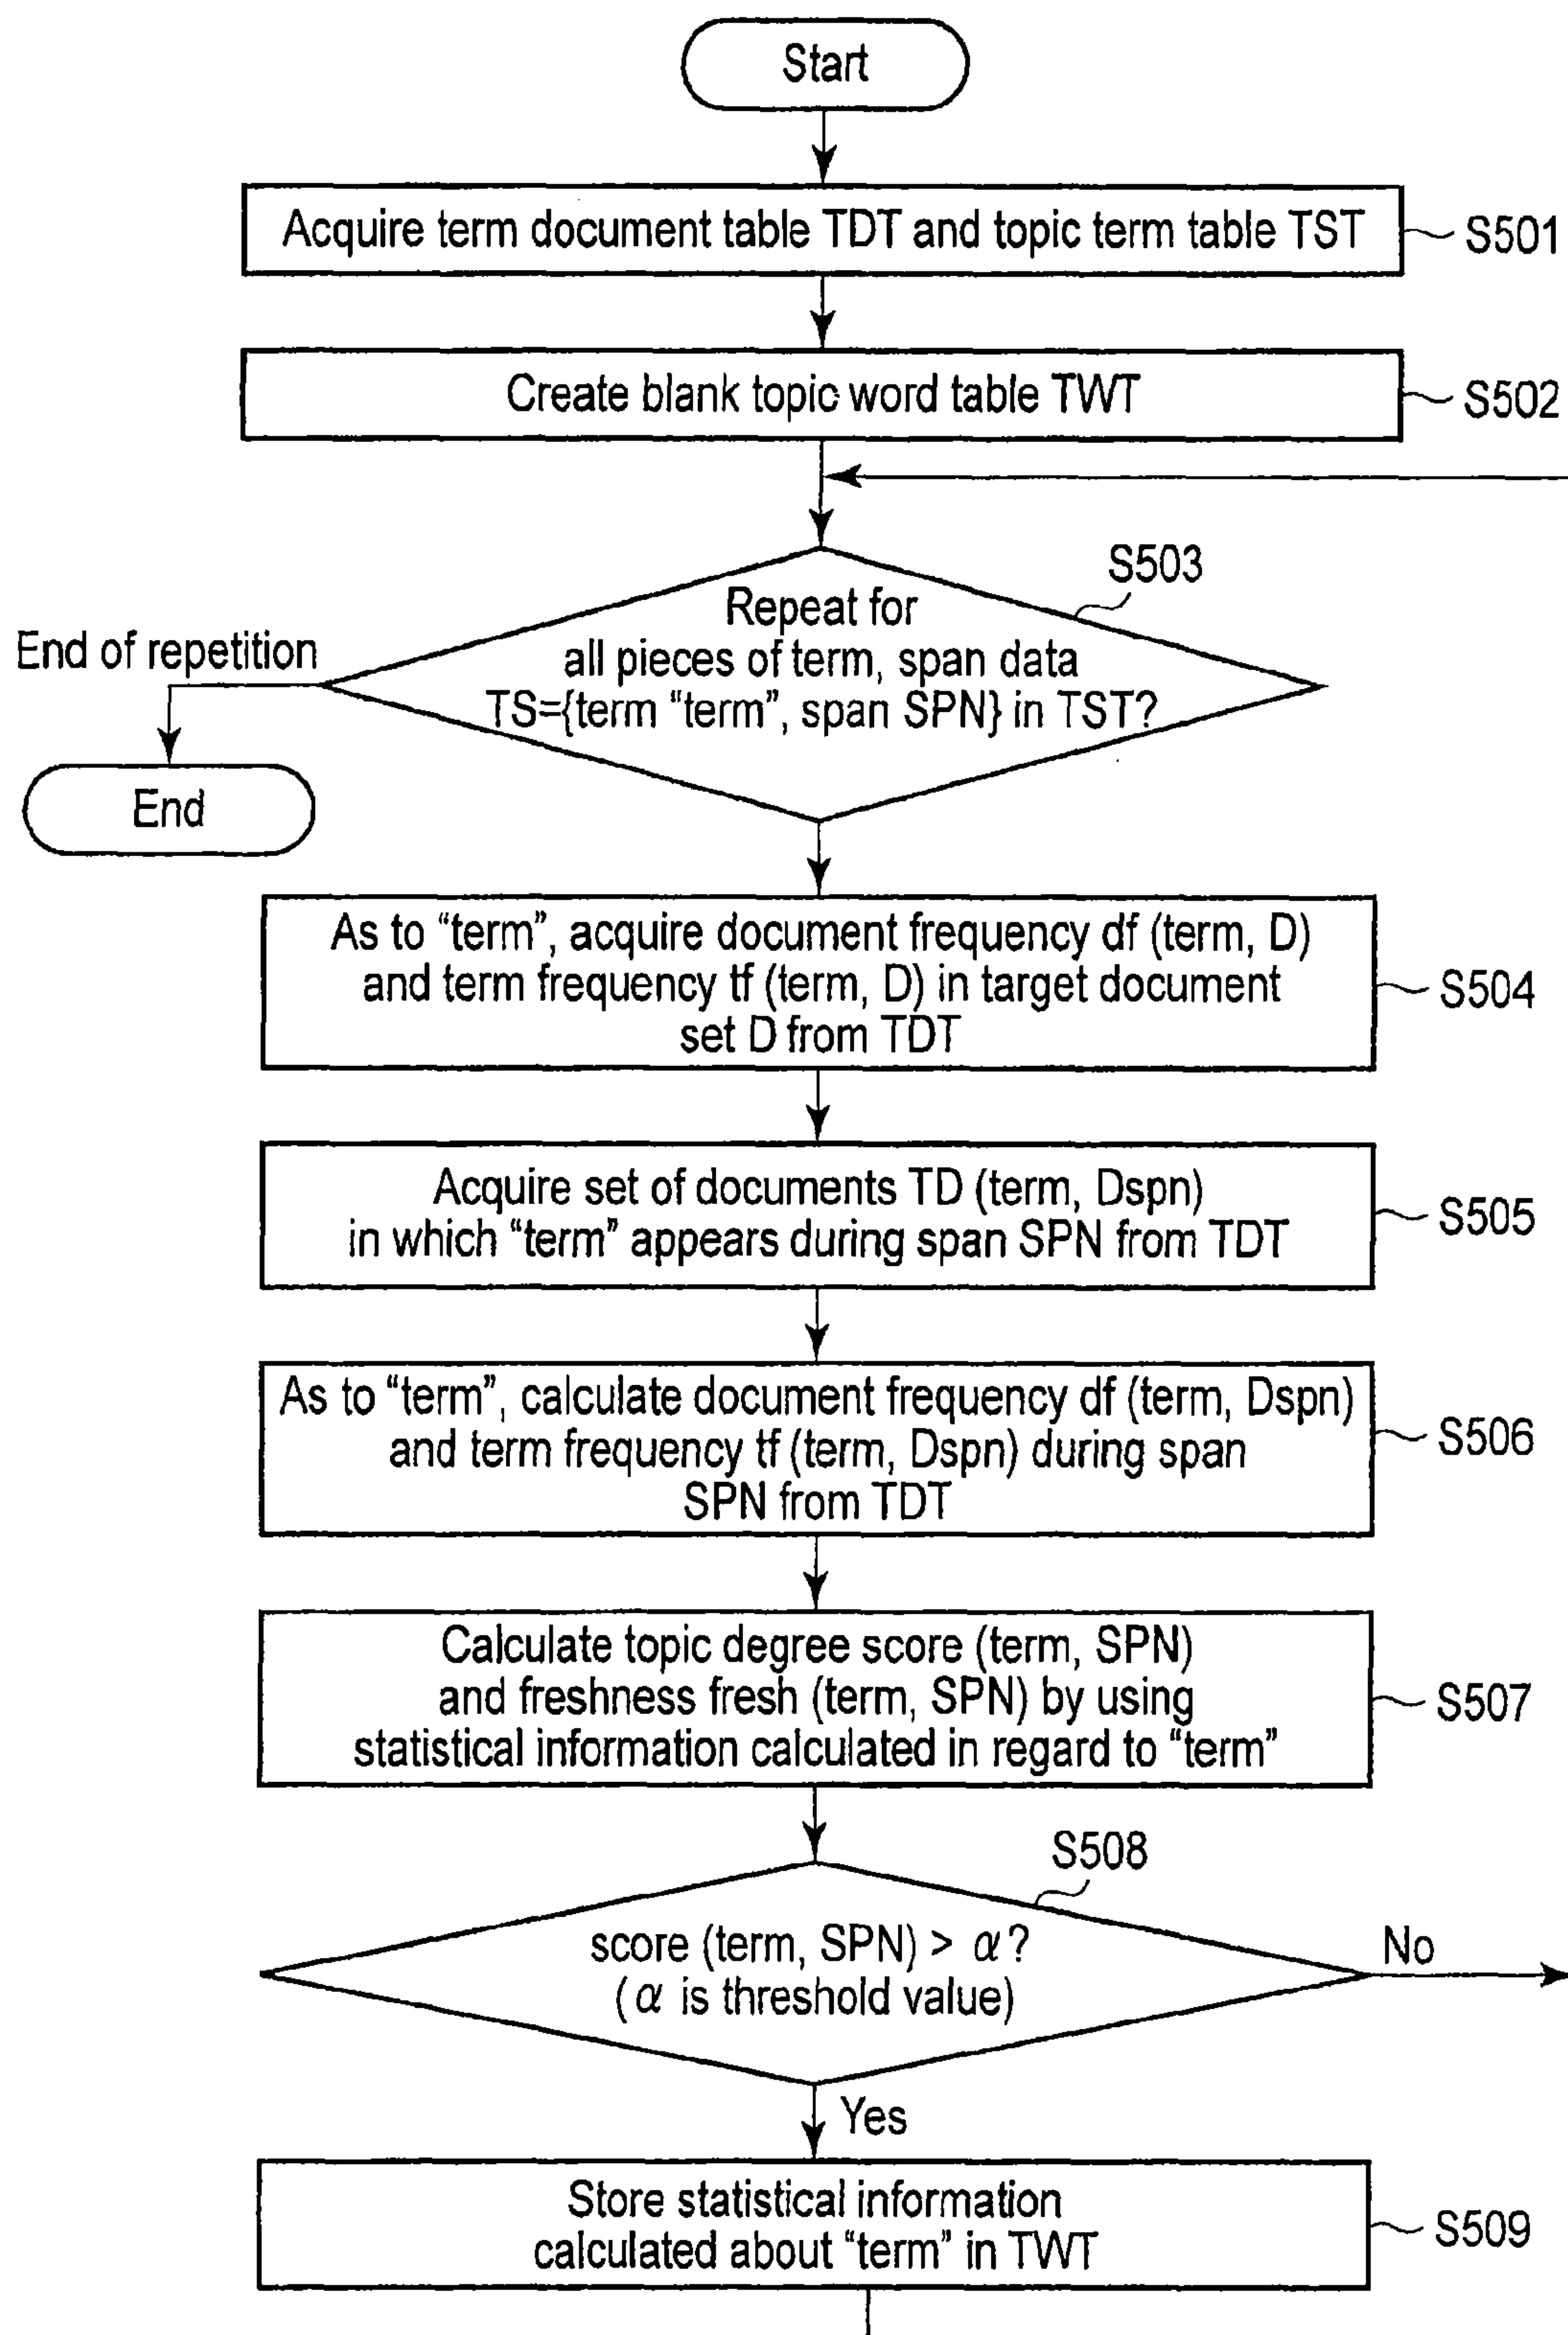 Start
Acquire term document table TDT and topic term table TST
S501
Create blank topic word table TWT
S502
S503
Repeat for
all pieces of term, span data
TS={term “term”, span SPN} in TST?
End of repetition
End
As to “term”, acquire document frequency df (term, D)
and term frequency tf (term, D) in target document
set D from TDT
S504
Acquire set of documents TD (term, Dspn)
in which “term” appears during span SPN from TDT
S505
As to “term”, calculate document frequency df (term, Dspn)
and term frequency tf (term, Dspn) during span
SPN from TDT
S506
Calculate topic degree score (term, SPN)
and freshness fresh (term, SPN) by using
statistical information calculated in regard to “term”
S507
S508
score (term, SPN) > α?
(α is threshold value)
No
Yes
Store statistical information
calculated about “term” in TWT
S509